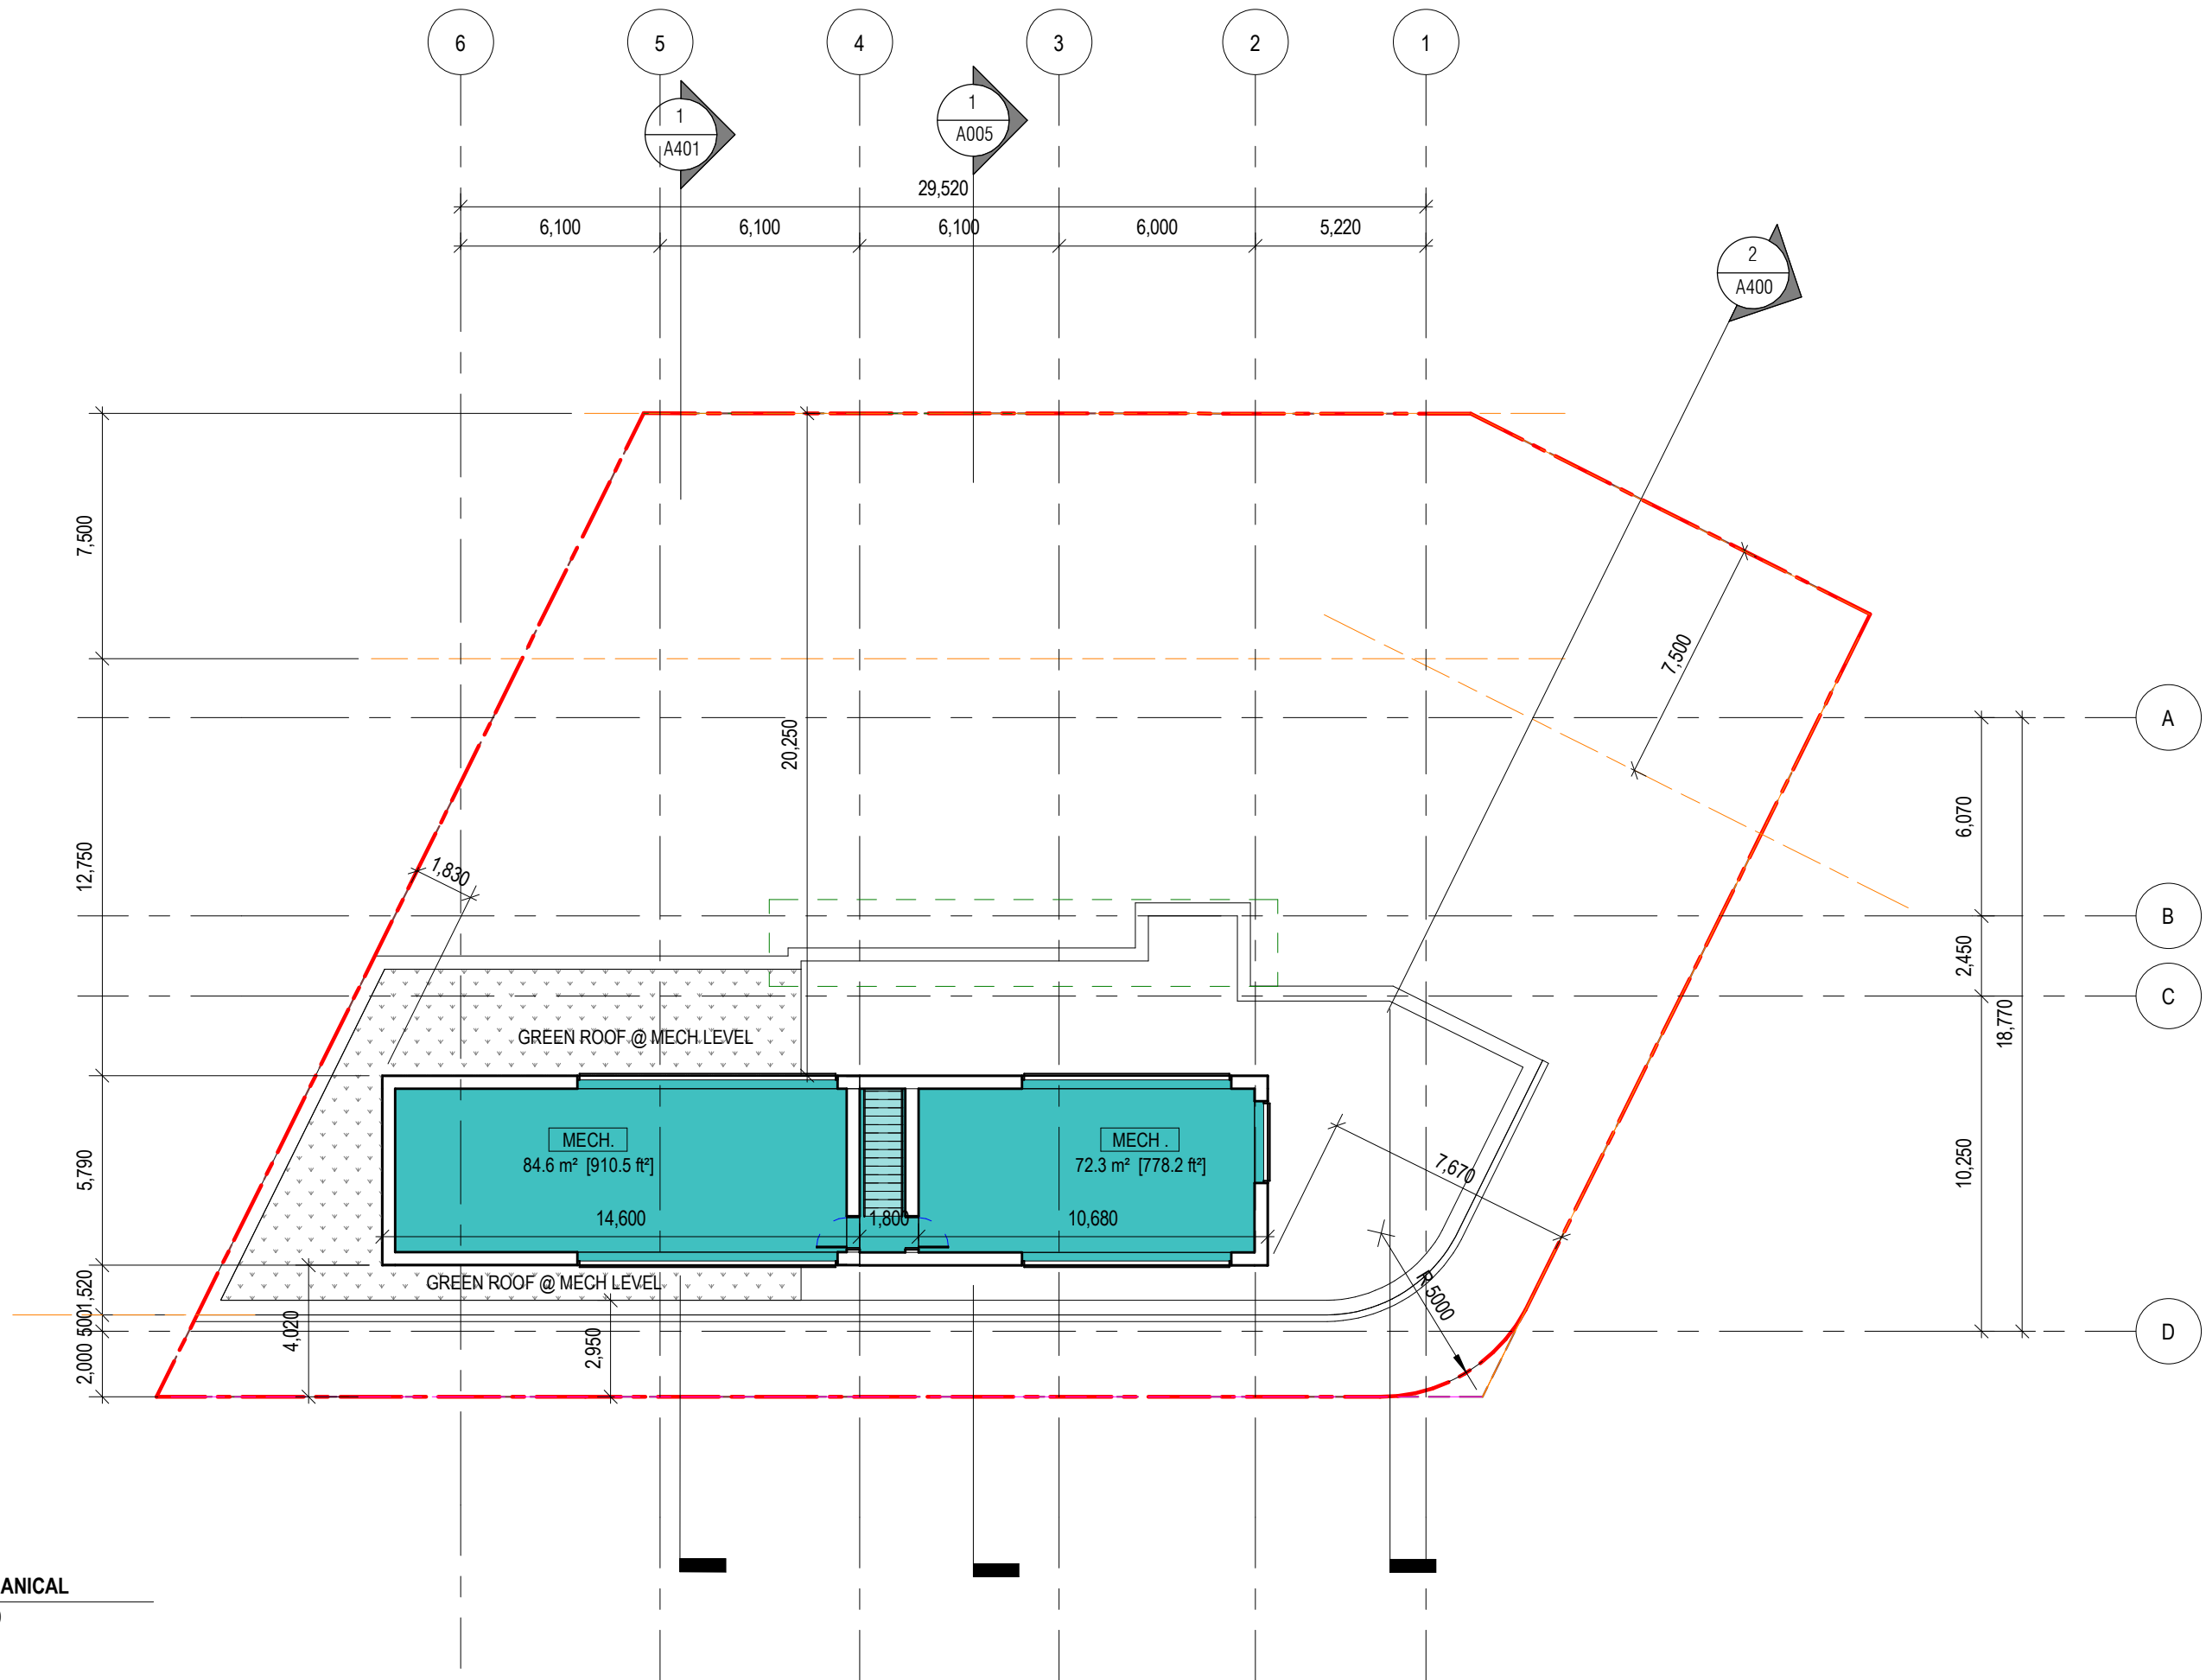 6
5
4
3
2
1
1
A401
1
A005
29,520
6,100
6,100
6,100
6,000
5,220
2
A400
7,500
7,500
20,250
A
6,070
12,750
1,830
B
2,450
C
18,770
GREEN ROOF @ MECH LEVEL
MECH.
84.6 m² [910.5 ft²]
MECH .
72.3 m² [778.2 ft²]
5,790
7,670
10,250
14,600
1,800
10,680
GREEN ROOF @ MECH LEVEL
1,520
500
2,000
4,020
2,950
R 5000
D
ANICAL